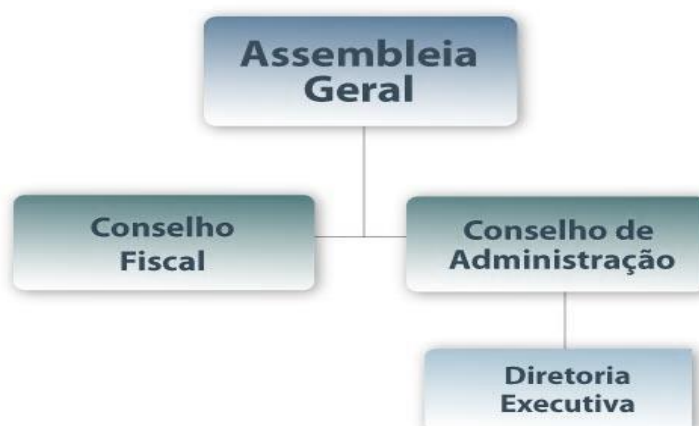 Assembleia
Geral
Conselho
Fiscal
Conselho de
Administração
Diretoria
Executiva